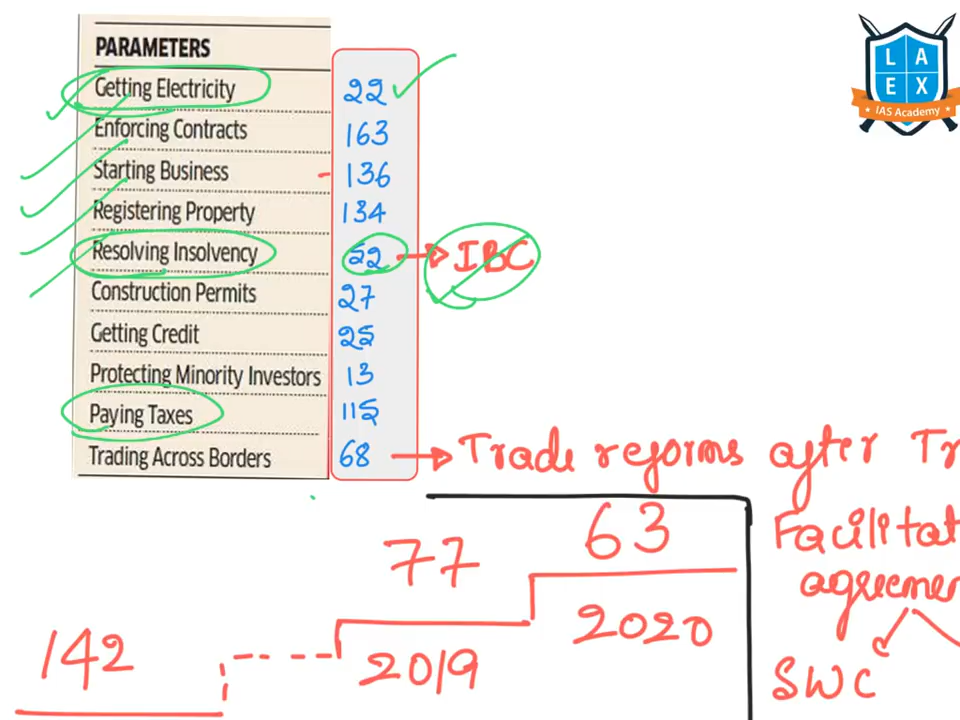 PARAMETERS
Getting Electricity 22
Enforcing Contracts 163
Starting Business 136
Registering Property 134
Resolving Insolvency 52 IBC
Construction Permits 27
Getting Credit 25
Protecting Minority Investors 13
Paying Taxes 115
Trading Across Borders 68 Trade reforms after Tr
Facilitat
agreemen
SWC
142
77
2019
63
2020
L A
E X
IAS Academy